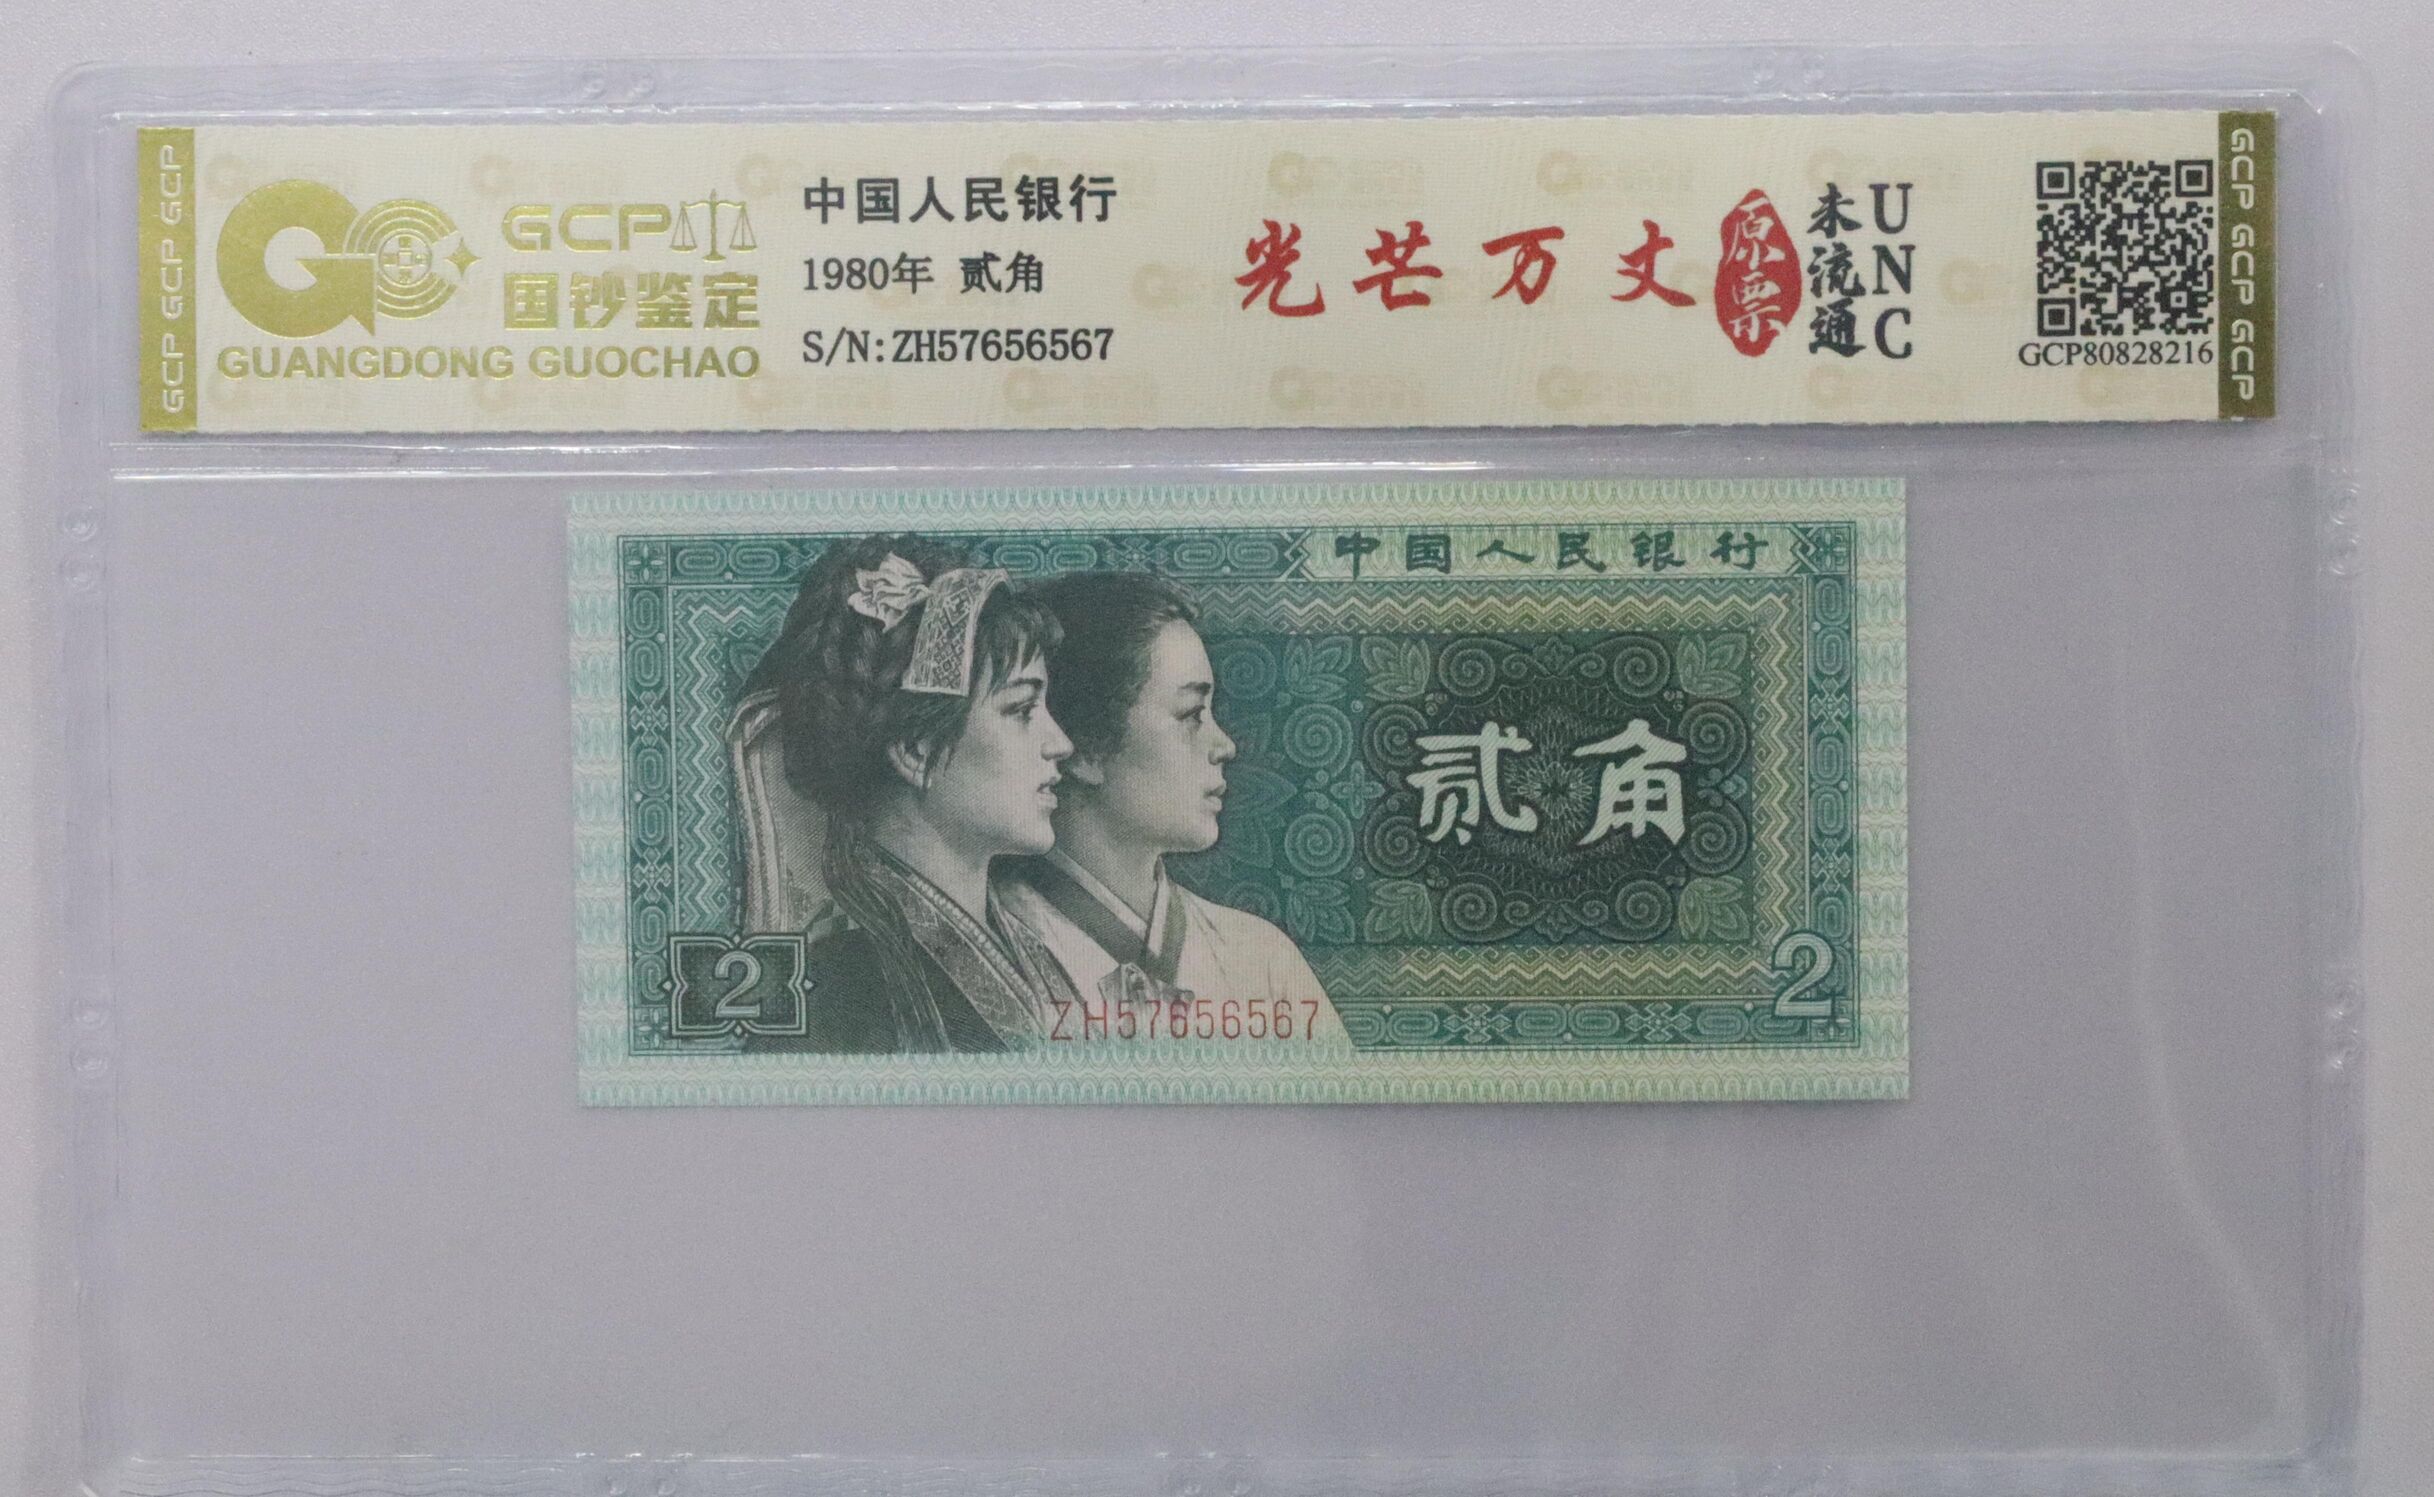 GCP GCP GCP
GCP
国钞鉴定
GUANGDONG GUOCHAO
中国人民银行
1980年 贰角
S/N:ZH57656567
光芒万丈
原票
未流通
UNC
GCP80828216
GCP GCP GCP
中国人民银行
贰角
2
2
ZH57656567